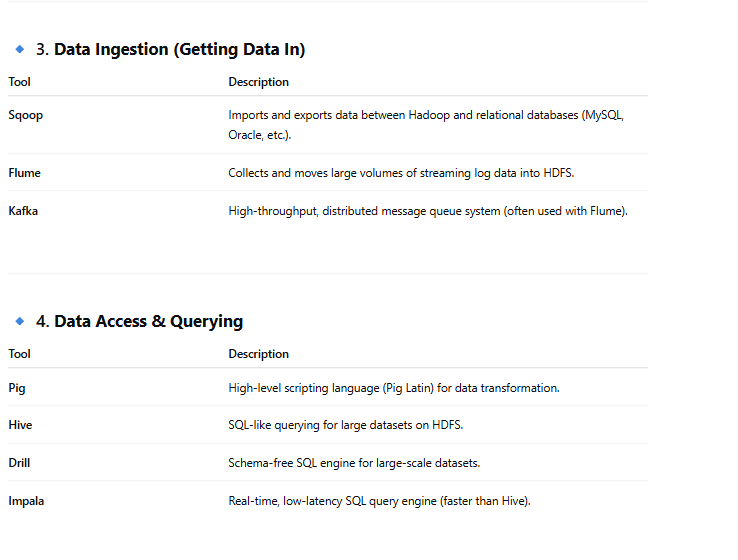 3. Data Ingestion (Getting Data In)
Tool Description
Sqoop Imports and exports data between Hadoop and relational databases (MySQL,
Oracle, etc.).
Flume Collects and moves large volumes of streaming log data into HDFS.
Kafka High-throughput, distributed message queue system (often used with Flume).
4. Data Access & Querying
Tool Description
Pig High-level scripting language (Pig Latin) for data transformation.
Hive SQL-like querying for large datasets on HDFS.
Drill Schema-free SQL engine for large-scale datasets.
Impala Real-time, low-latency SQL query engine (faster than Hive).